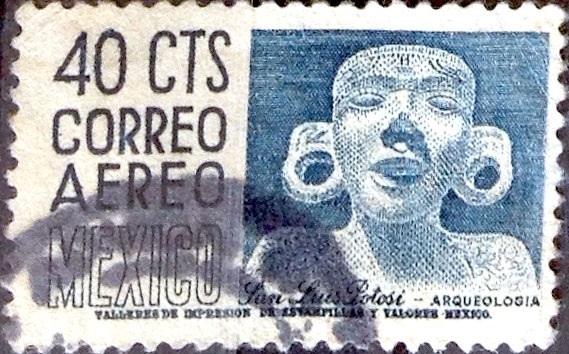 40 CTS
CORREO
AEREO
MEXICO
San Luis Potosi - ARQUEOLOGIA
TALLERES DE IMPRESION DE ESTAMPILLAS Y VALORES-MEXICO.